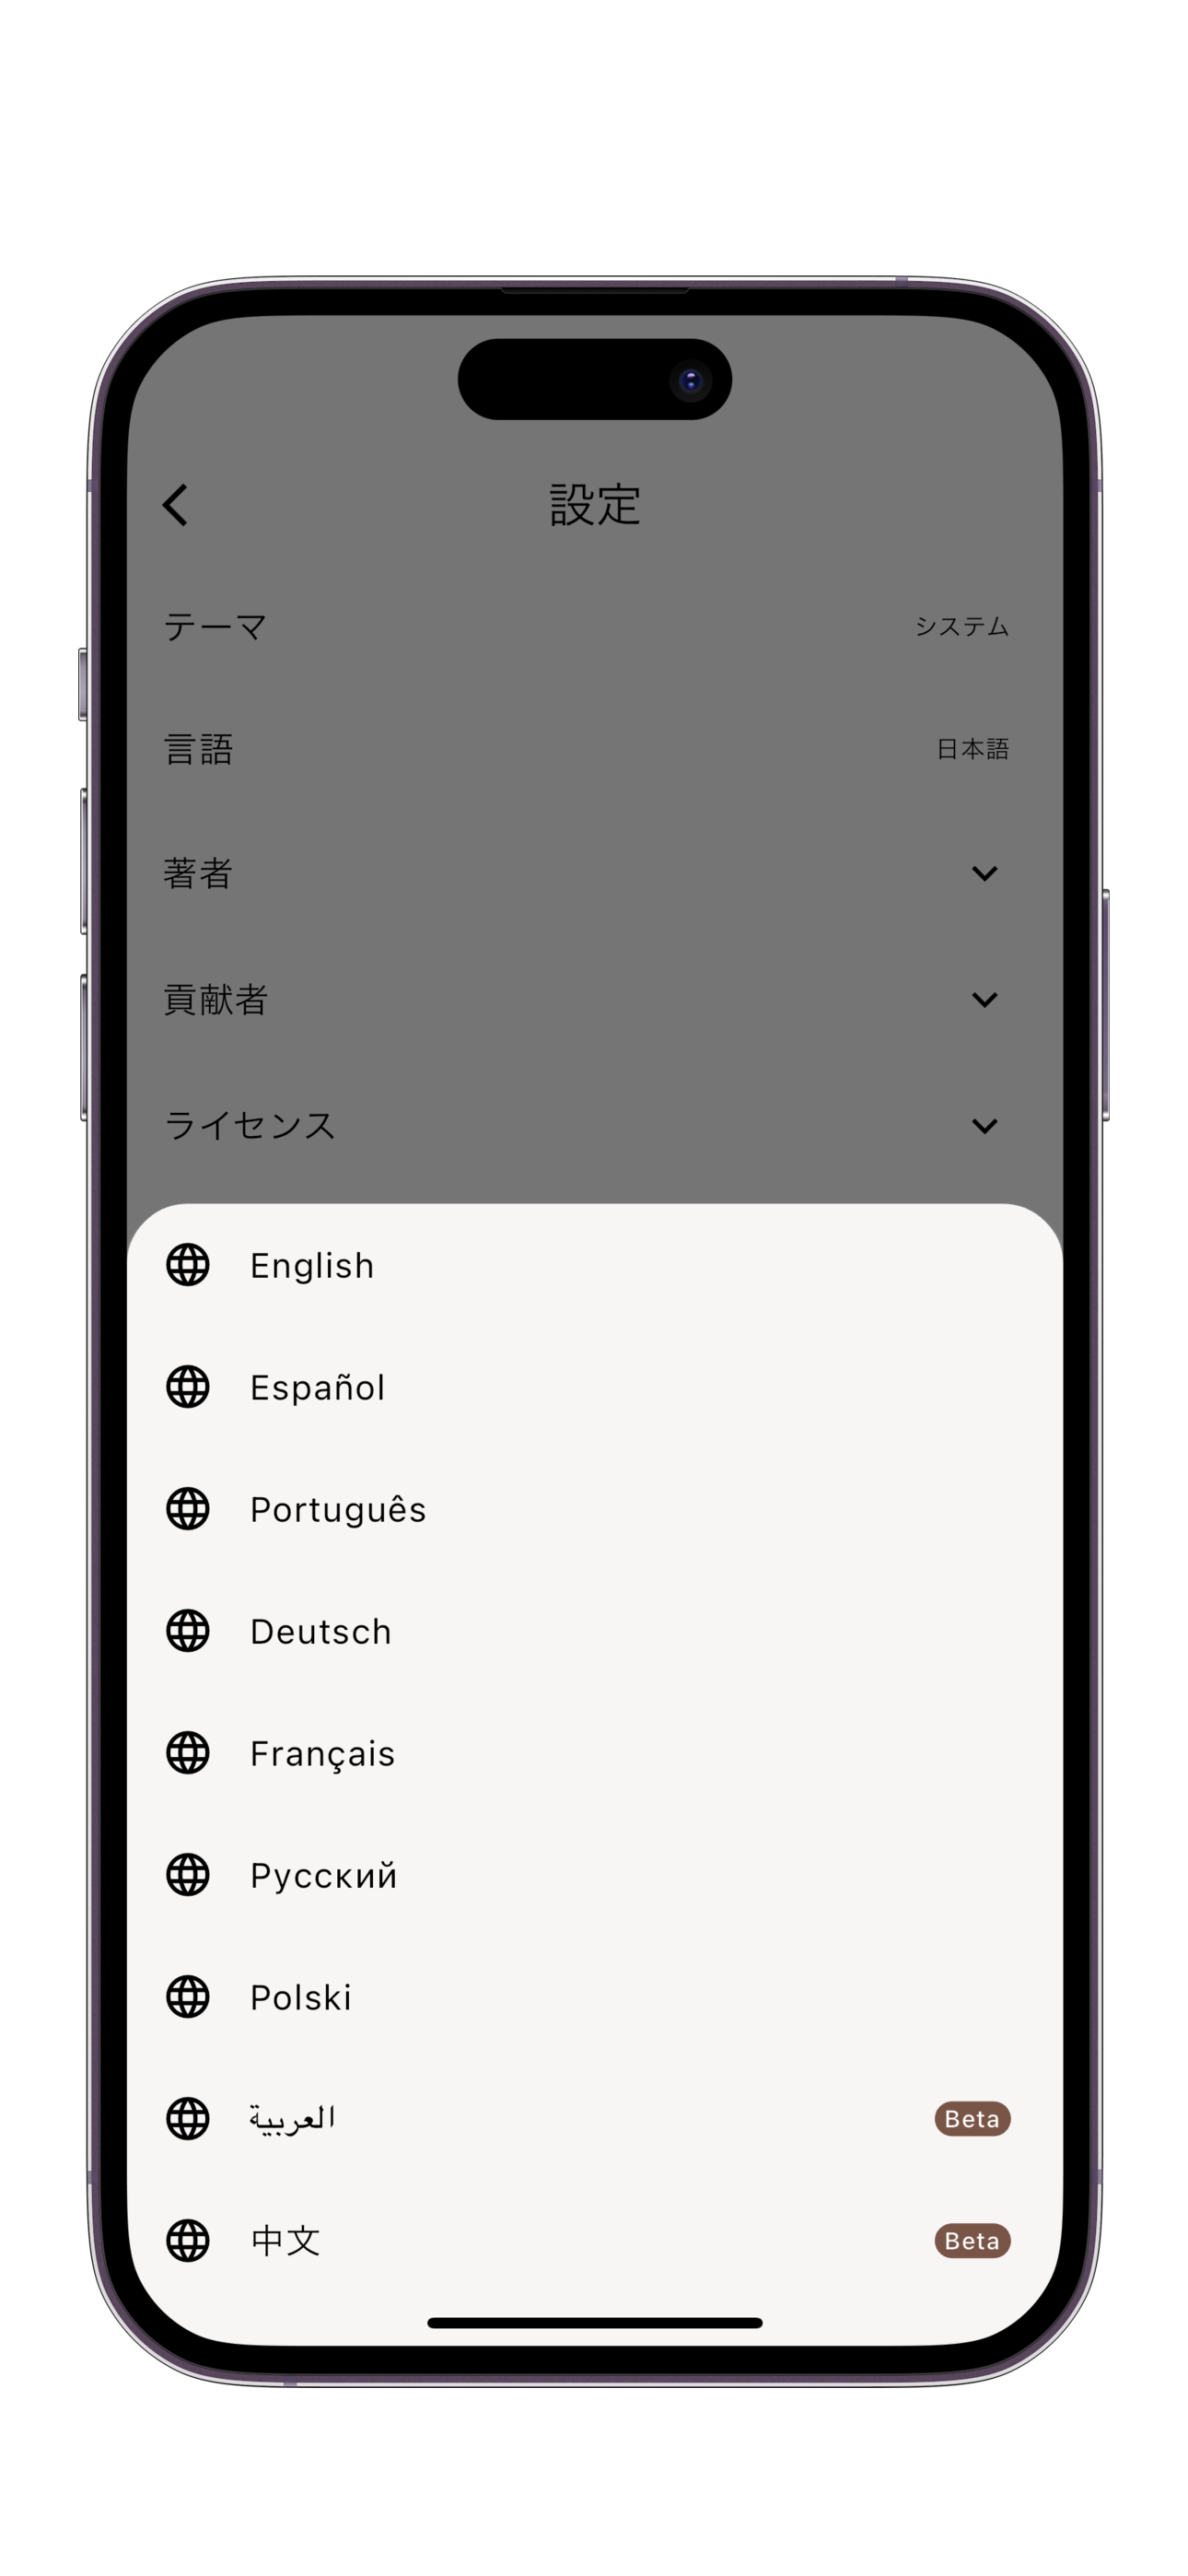 設定
テーマ システム
言語 日本語
著者
貢献者
ライセンス
English
Español
Português
Deutsch
Français
Русский
Polski
العربية Beta
中文 Beta